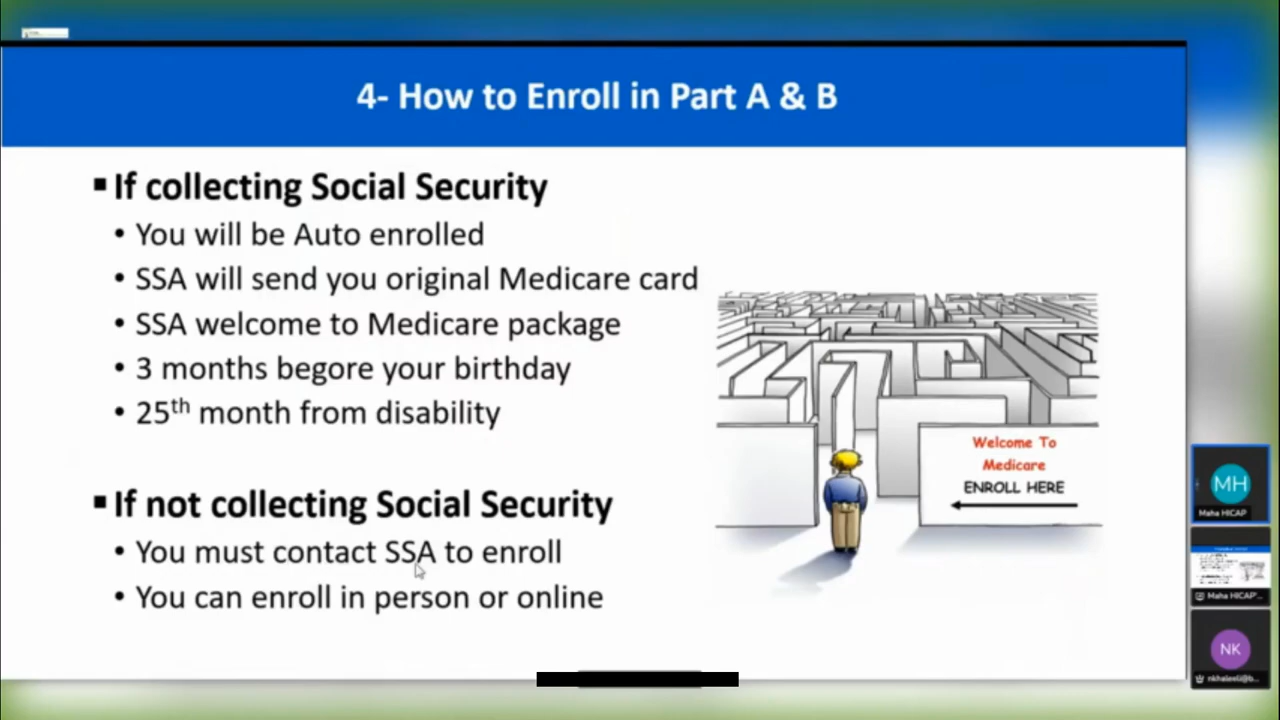 4- How to Enroll in Part A & B
▪ If collecting Social Security
• You will be Auto enrolled
• SSA will send you original Medicare card
• SSA welcome to Medicare package
• 3 months begore your birthday
• 25th month from disability
▪ If not collecting Social Security
• You must contact SSA to enroll
• You can enroll in person or online
Welcome To
Medicare
ENROLL HERE
MH
Maha HICAP
Maha HICAP'...
NK
nkhaleeli@b...